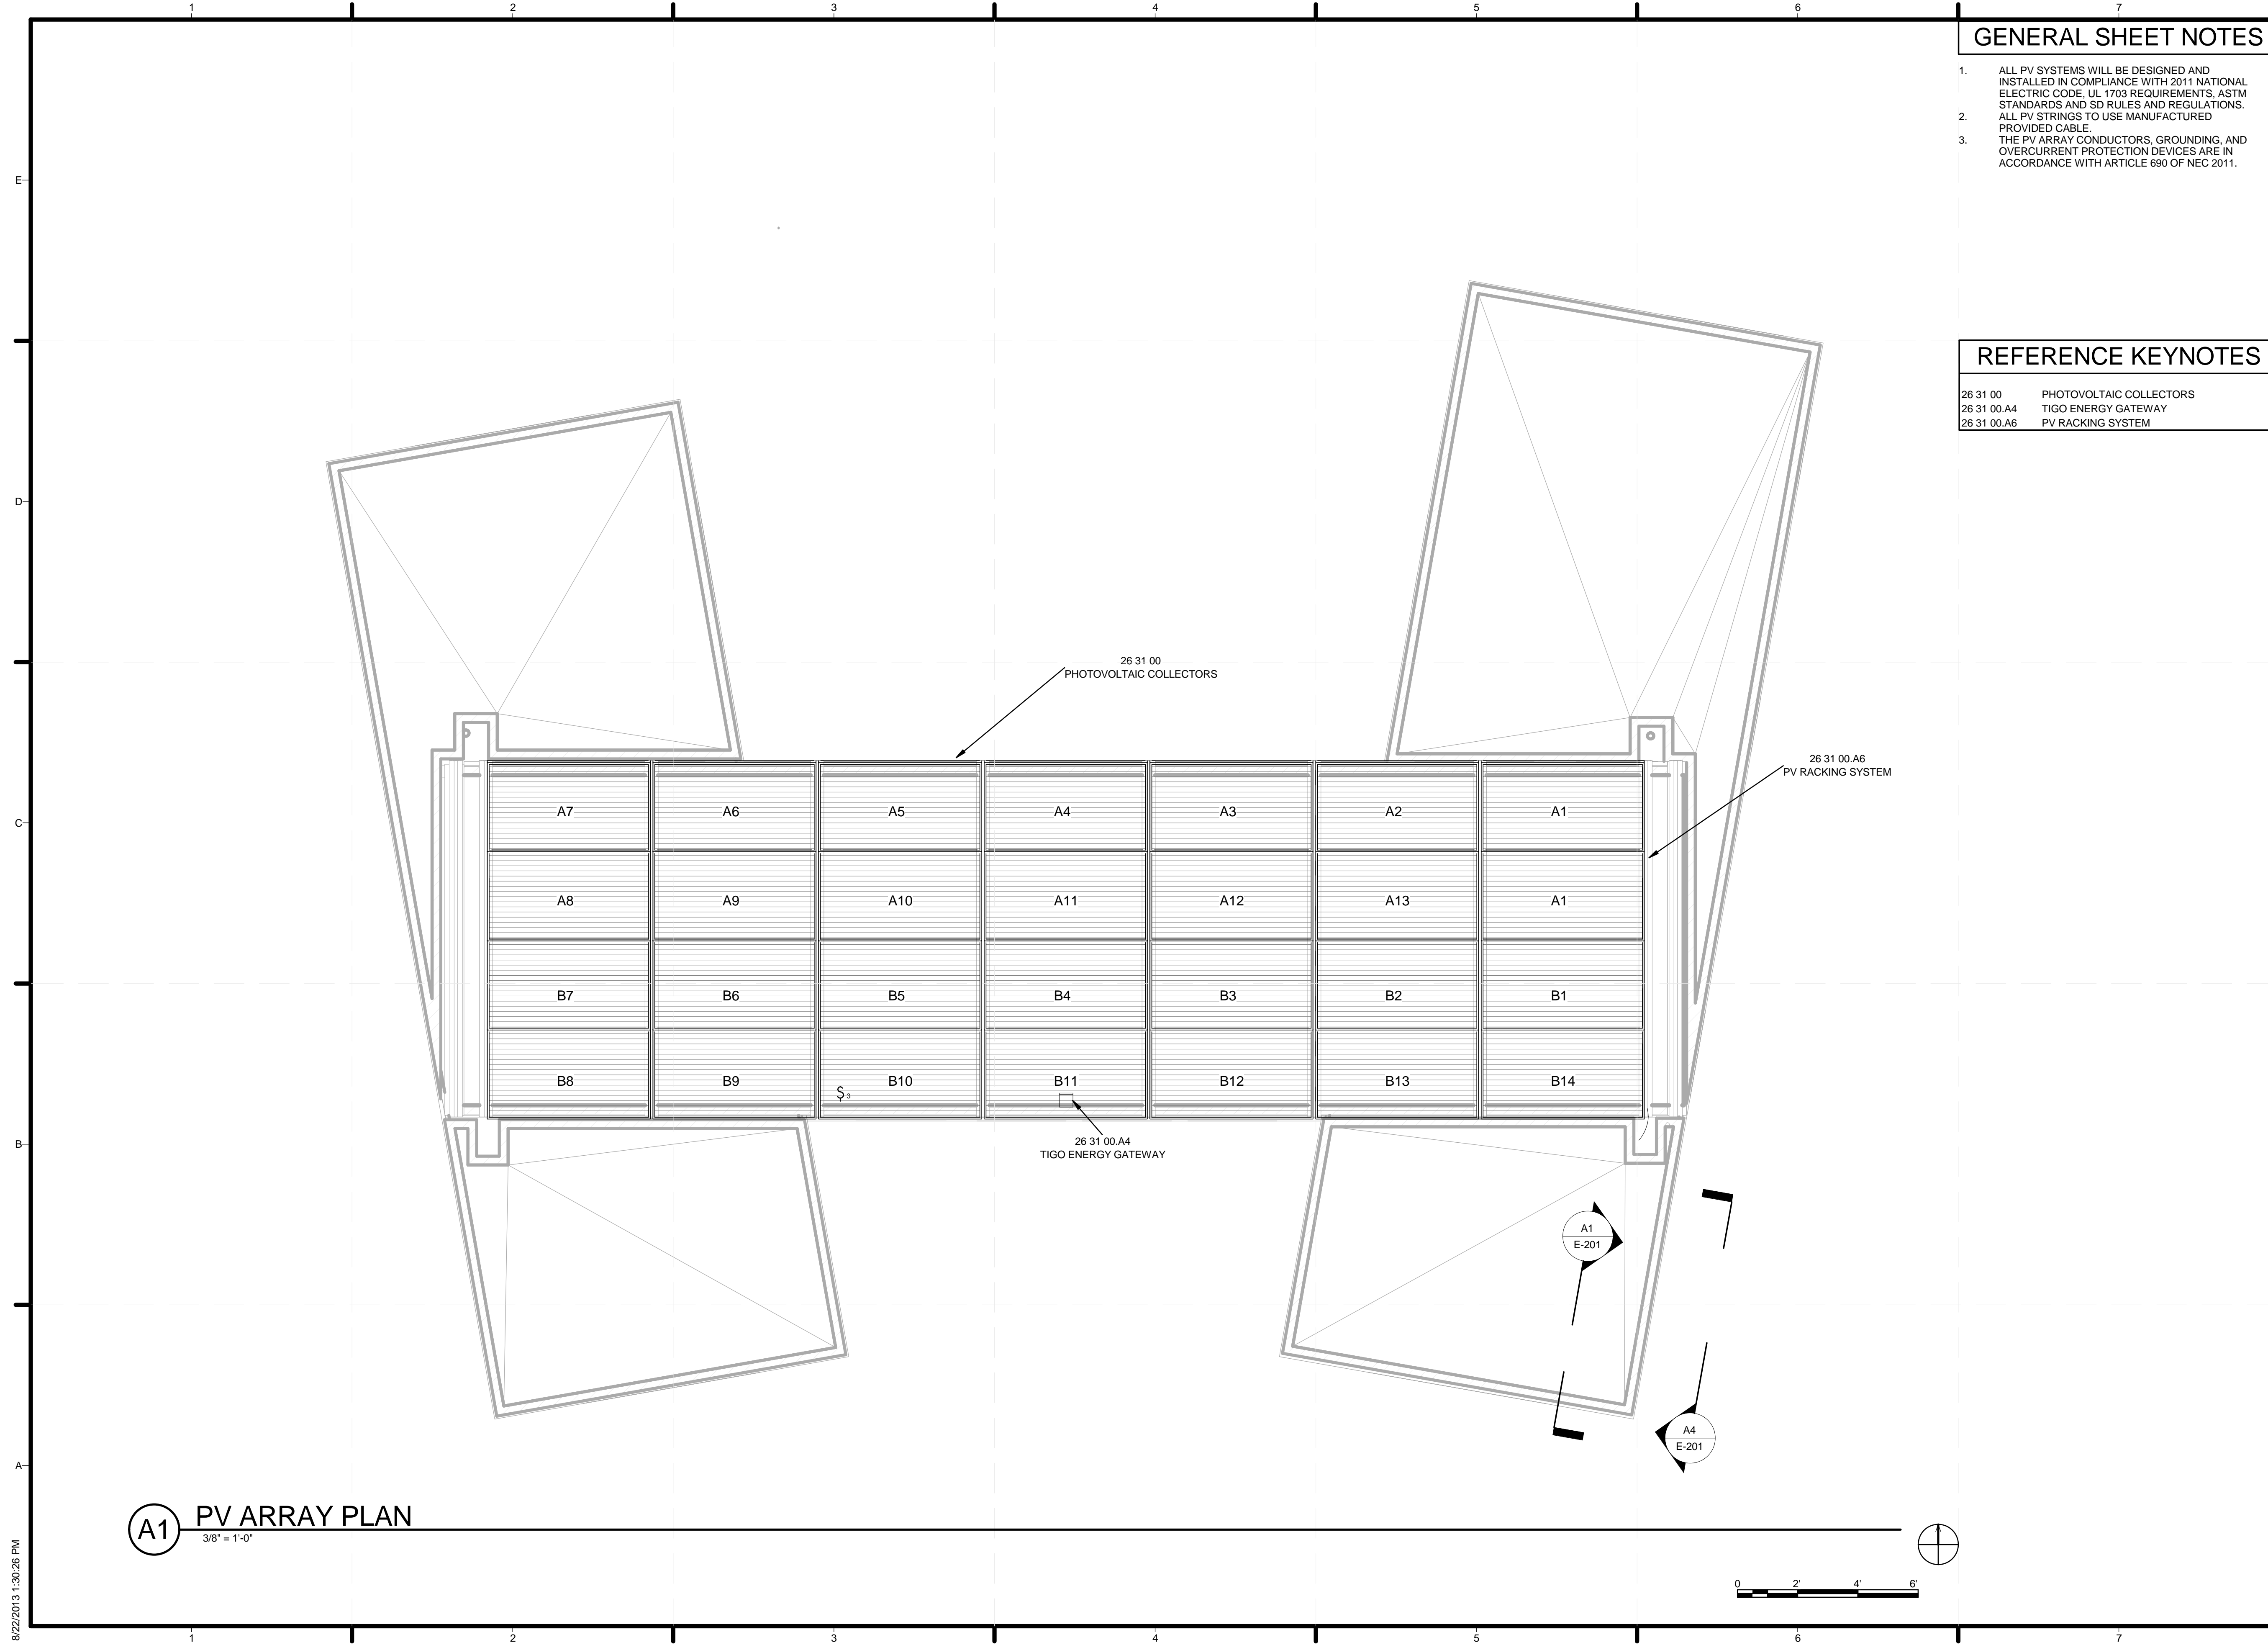 1 2 3 4 5 6 7
GENERAL SHEET NOTES
1. ALL PV SYSTEMS WILL BE DESIGNED AND
INSTALLED IN COMPLIANCE WITH 2011 NATIONAL
ELECTRIC CODE, UL 1703 REQUIREMENTS, ASTM
STANDARDS AND SD RULES AND REGULATIONS.
2. ALL PV STRINGS TO USE MANUFACTURED
PROVIDED CABLE.
3. THE PV ARRAY CONDUCTORS, GROUNDING, AND
OVERCURRENT PROTECTION DEVICES ARE IN
ACCORDANCE WITH ARTICLE 690 OF NEC 2011.
E
REFERENCE KEYNOTES
26 31 00 PHOTOVOLTAIC COLLECTORS
26 31 00.A4 TIGO ENERGY GATEWAY
26 31 00.A6 PV RACKING SYSTEM
D
26 31 00
PHOTOVOLTAIC COLLECTORS
26 31 00.A6
PV RACKING SYSTEM
C
A7 A6 A5 A4 A3 A2 A1
A8 A9 A10 A11 A12 A13 A1
B7 B6 B5 B4 B3 B2 B1
B8 B9 B10 B11 B12 B13 B14
$ 3
B
26 31 00.A4
TIGO ENERGY GATEWAY
A1
E-201
A4
E-201
A
A1 PV ARRAY PLAN
3/8" = 1'-0"
0 2' 4' 6'
8/22/2013 1:30:26 PM
1 2 3 4 5 6 7